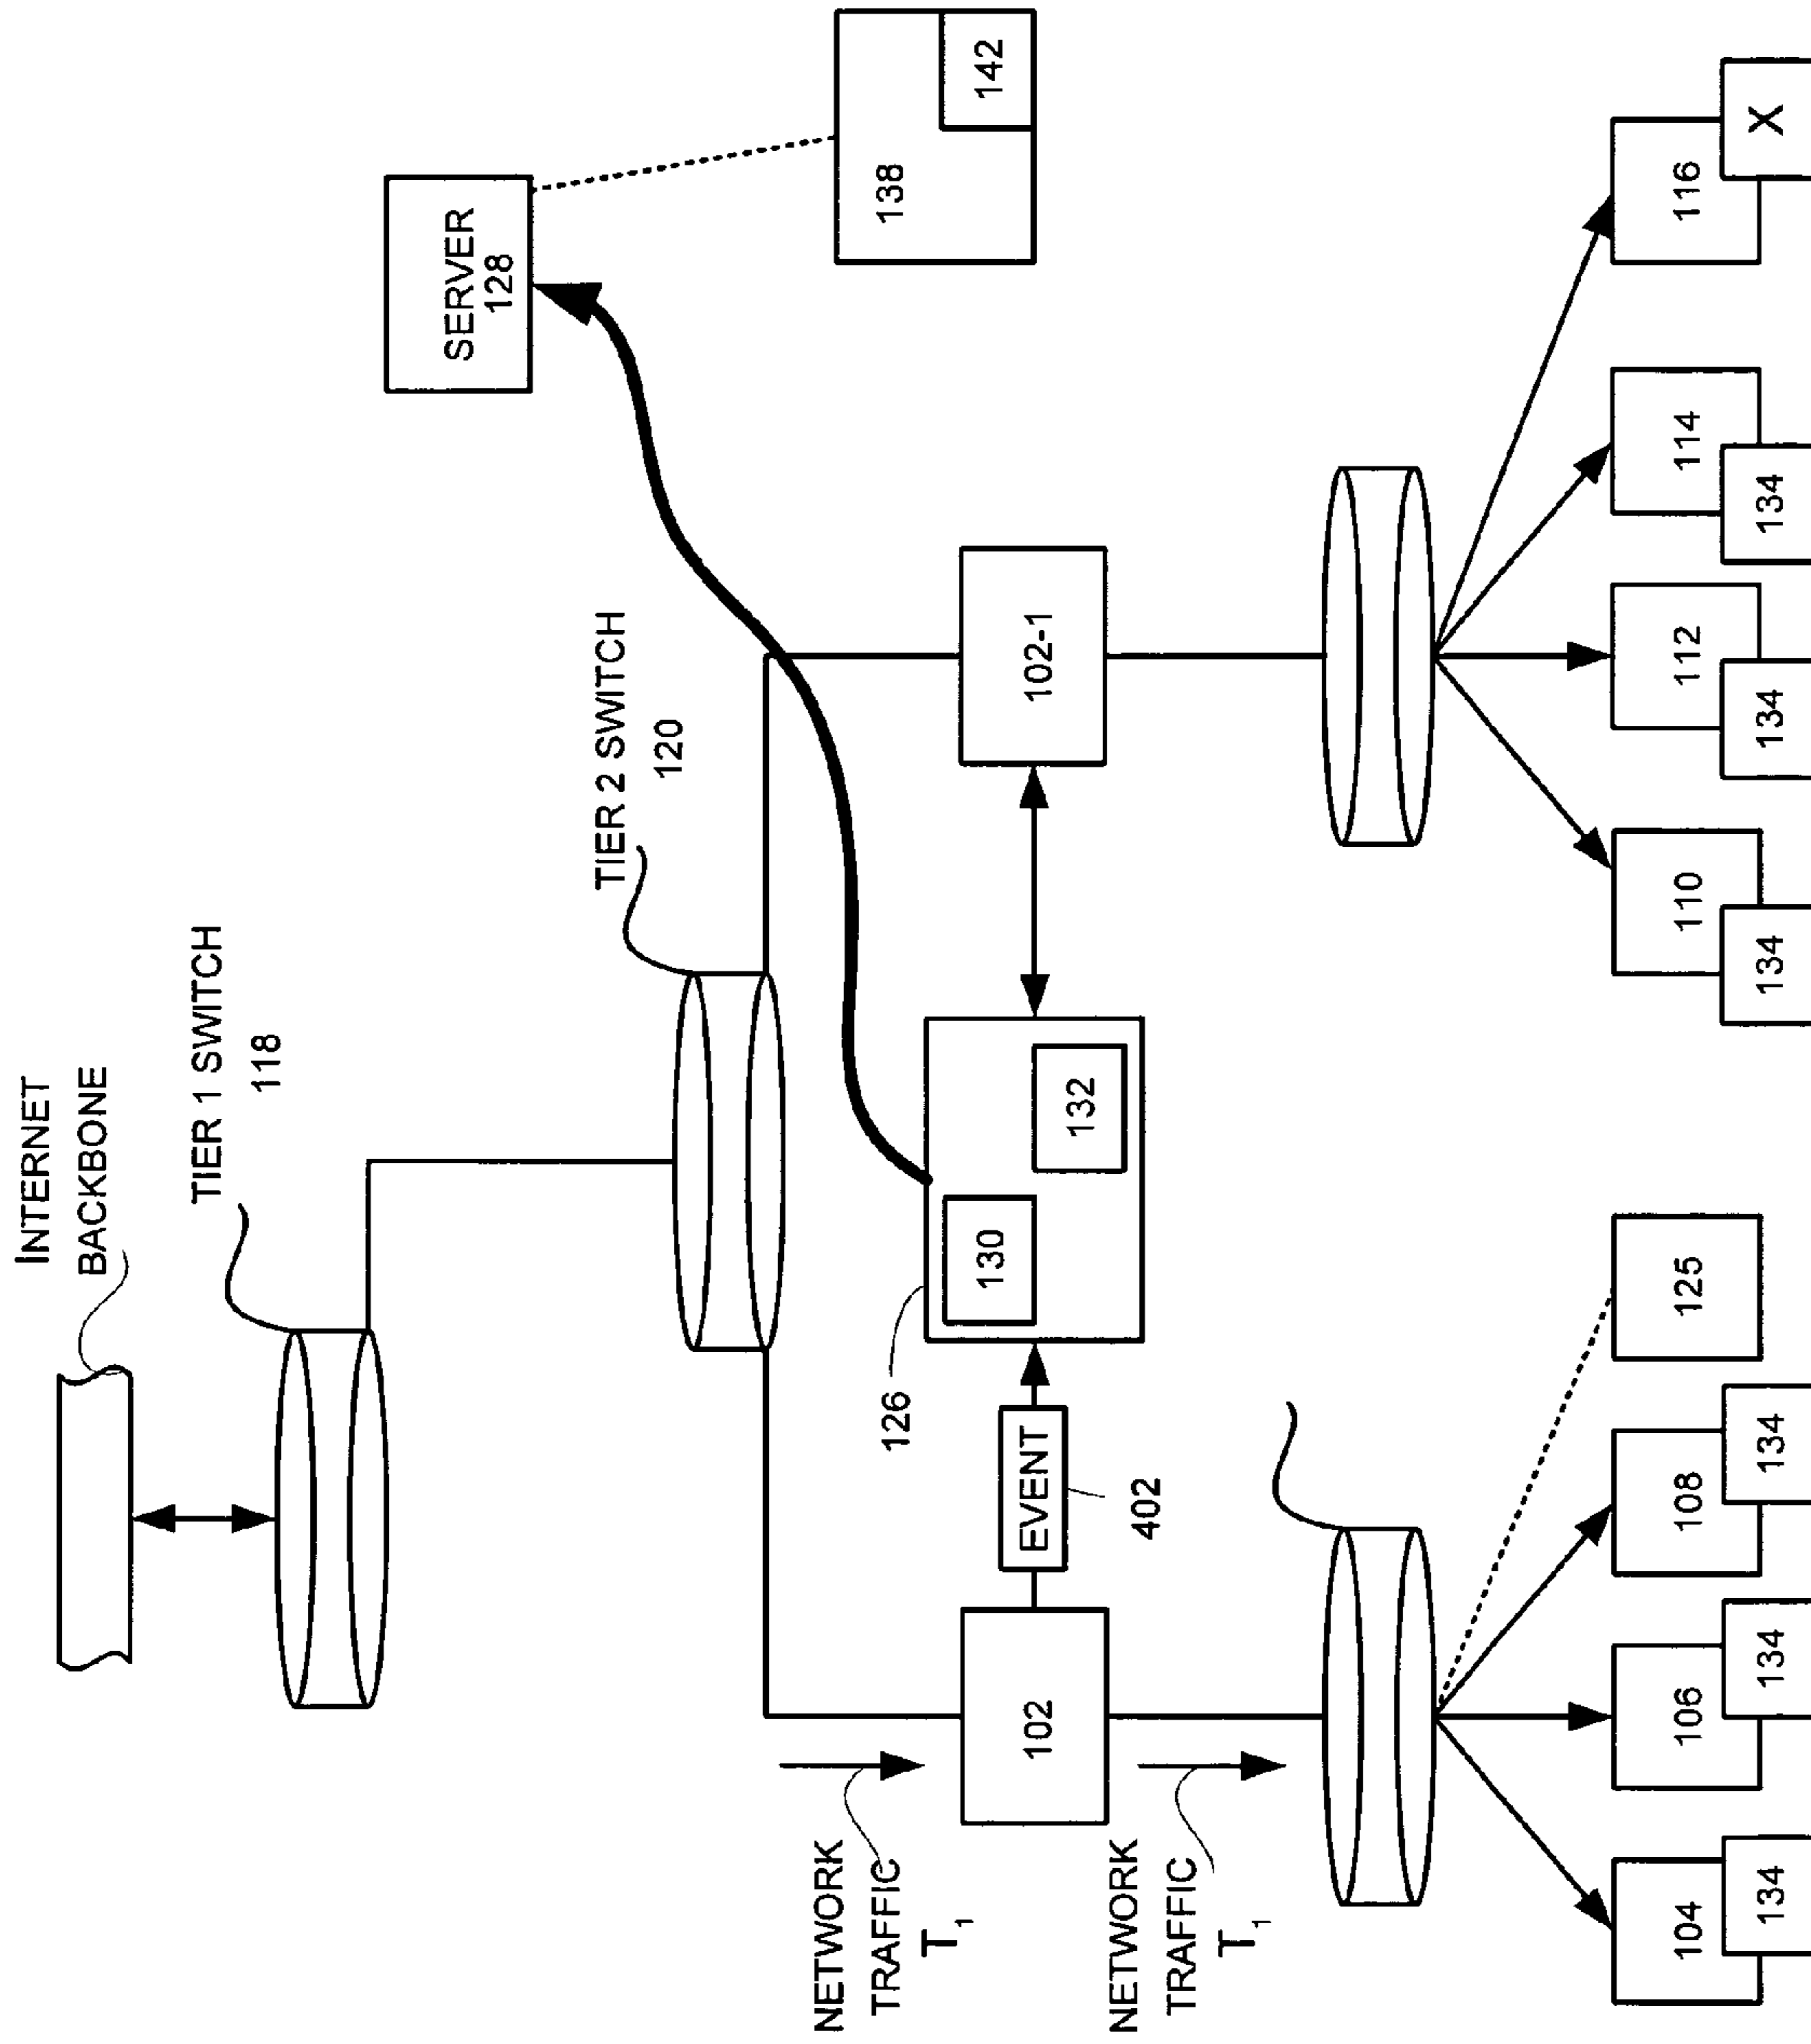 INTERNET
BACKBONE
TIER 1 SWITCH
118
TIER 2 SWITCH
120
SERVER
128
138
142
126
130
132
EVENT
402
102
102-1
NETWORK
TRAFFFIC
T1
NETWORK
TRAFFIC
T1
104
134
106
134
108
134
125
110
134
112
134
114
134
116
X